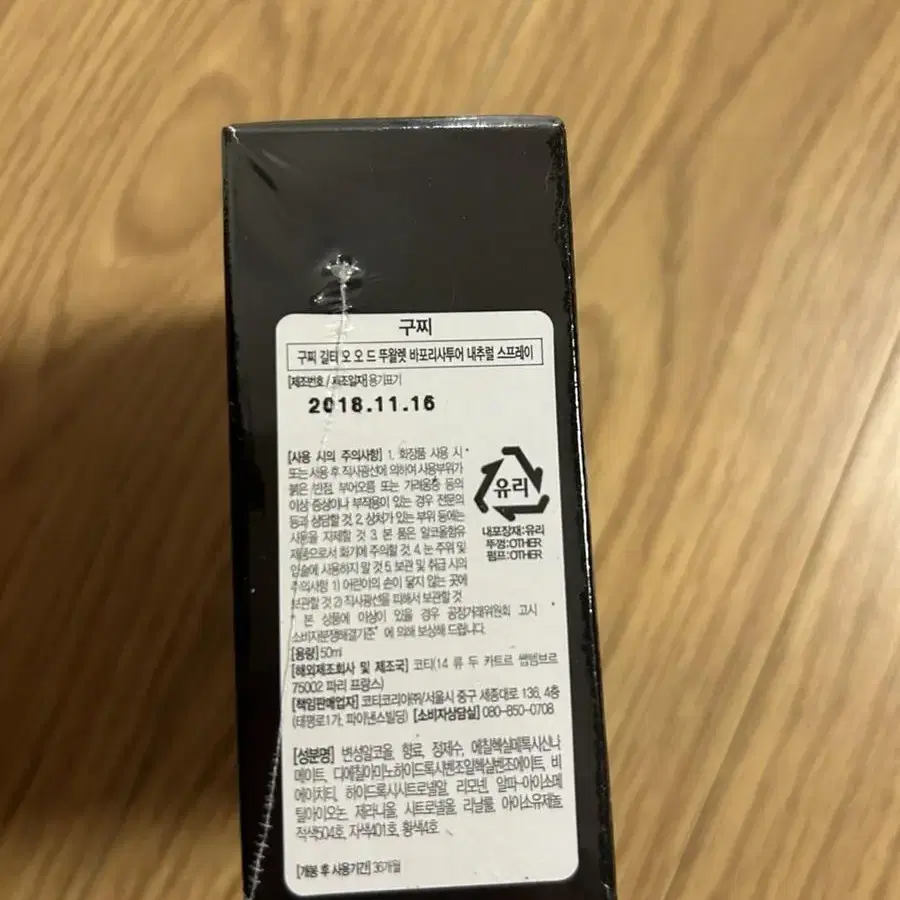 구찌
구찌 길티 오 오 드 뚜왈렛 바포리사투어 내추럴 스프레이
[제조번호 / 제조일자] 용기표기
2018.11.16
[사용 시의 주의사항] 1. 화장품 사용 시
또는 사용 후 직사광선에 의하여 사용부위가
붉은 반점, 부어오름 또는 가려움증 등의
이상 증상이나 부작용이 있는 경우 전문의
등과 상담할 것 2. 상처가 있는 부위 등에는
사용을 자제할 것 3. 본 품은 알코올함유
제품으로서 화기에 주의할 것 4. 눈 주위 및
입술에 사용하지 말 것 5. 보관 및 취급 시의
주의사항 1) 어린이의 손이 닿지 않는 곳에
보관할 것 2) 직사광선을 피해서 보관할 것
" 본 상품에 이상이 있을 경우 공정거래위원회 고시
소비자분쟁해결기준" 에 의해 보상해 드립니다.
[용량] 50ml
[해외제조회사 및 제조국] 코티(14 류 두 카트르 쎕템브르
75002 파리 프랑스)
[책임판매업자] 코티코리아㈜/서울시 중구 세종대로 136, 4층
(태평로1가, 파이낸스빌딩) [소비자상담실] 080-850-0708
[성분명] 변성알코올, 향료, 정제수, 에칠헥실메톡시신나
메이트, 디에칠아미노하이드록시벤조일헥실벤조에이트, 비
에이치티, 하이드록시시트로넬알, 리모넨, 알파-아이소메
틸아이오논, 제라니올, 시트로넬올, 리날룰, 아이소유제놀,
적색504호, 자색401호, 황색4호
[개봉 후 사용기간] 36개월
유리
내포장재:유리
뚜껑:OTHER
펌프:OTHER